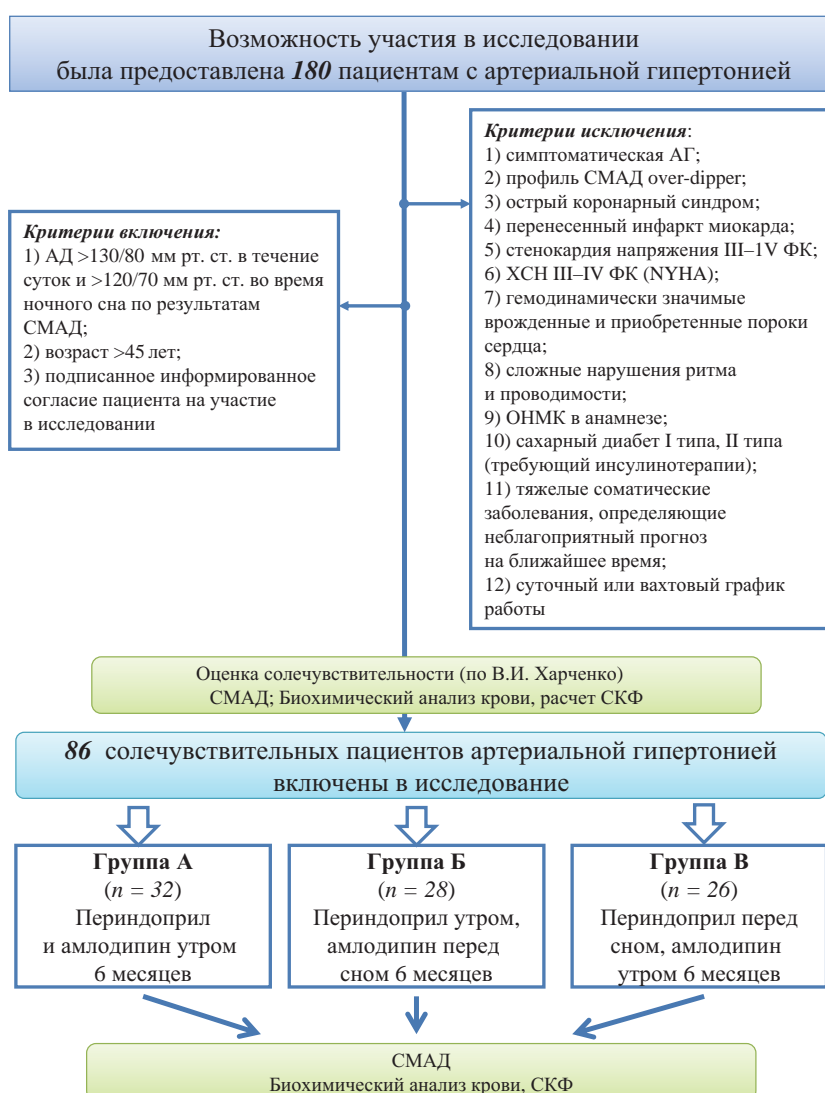 Возможность участия в исследовании
была предоставлена 180 пациентам с артериальной гипертонией
Критерии исключения:
1) симптоматическая АГ;
2) профиль СМАД over-dipper;
3) острый коронарный синдром;
4) перенесенный инфаркт миокарда;
5) стенокардия напряжения III–1V ФК;
6) ХСН III–IV ФК (NYHA);
7) гемодинамически значимые
врожденные и приобретенные пороки
сердца;
8) сложные нарушения ритма
и проводимости;
9) ОНМК в анамнезе;
10) сахарный диабет I типа, II типа
(требующий инсулинотерапии);
11) тяжелые соматические
заболевания, определяющие
неблагоприятный прогноз
на ближайшее время;
12) суточный или вахтовый график
работы
Критерии включения:
1) АД >130/80 мм рт. ст. в течение
суток и >120/70 мм рт. ст. во время
ночного сна по результатам
СМАД;
2) возраст >45 лет;
3) подписанное информированное
согласие пациента на участие
в исследовании
Оценка солечувствительности (по В.И. Харченко)
СМАД; Биохимический анализ крови, расчет СКФ
86 солечувствительных пациентов артериальной гипертонией
включены в исследование
Группа А
(n = 32)
Периндоприл
и амлодипин утром
6 месяцев
Группа Б
(n = 28)
Периндоприл утром,
амлодипин перед
сном 6 месяцев
Группа В
(n = 26)
Периндоприл перед
сном, амлодипин
утром 6 месяцев
СМАД
Биохимический анализ крови, СКФ